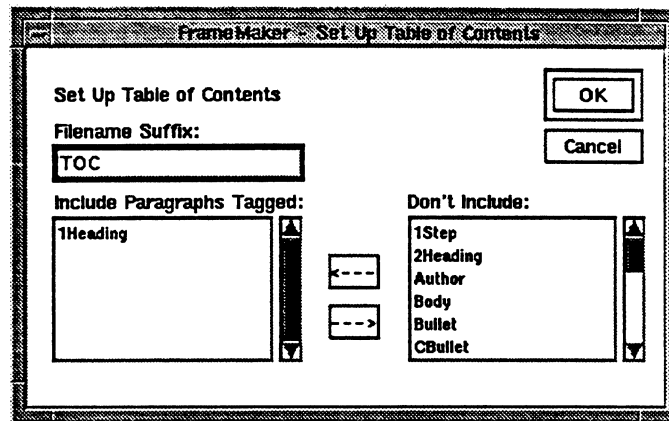 FrameMaker - Set Up Table of Contents
Set Up Table of Contents
OK
Filename Suffix:
Cancel
TOC
Include Paragraphs Tagged:
Don't Include:
1Heading
1Step
2Heading
Author
Body
Bullet
CBullet
<----
---->